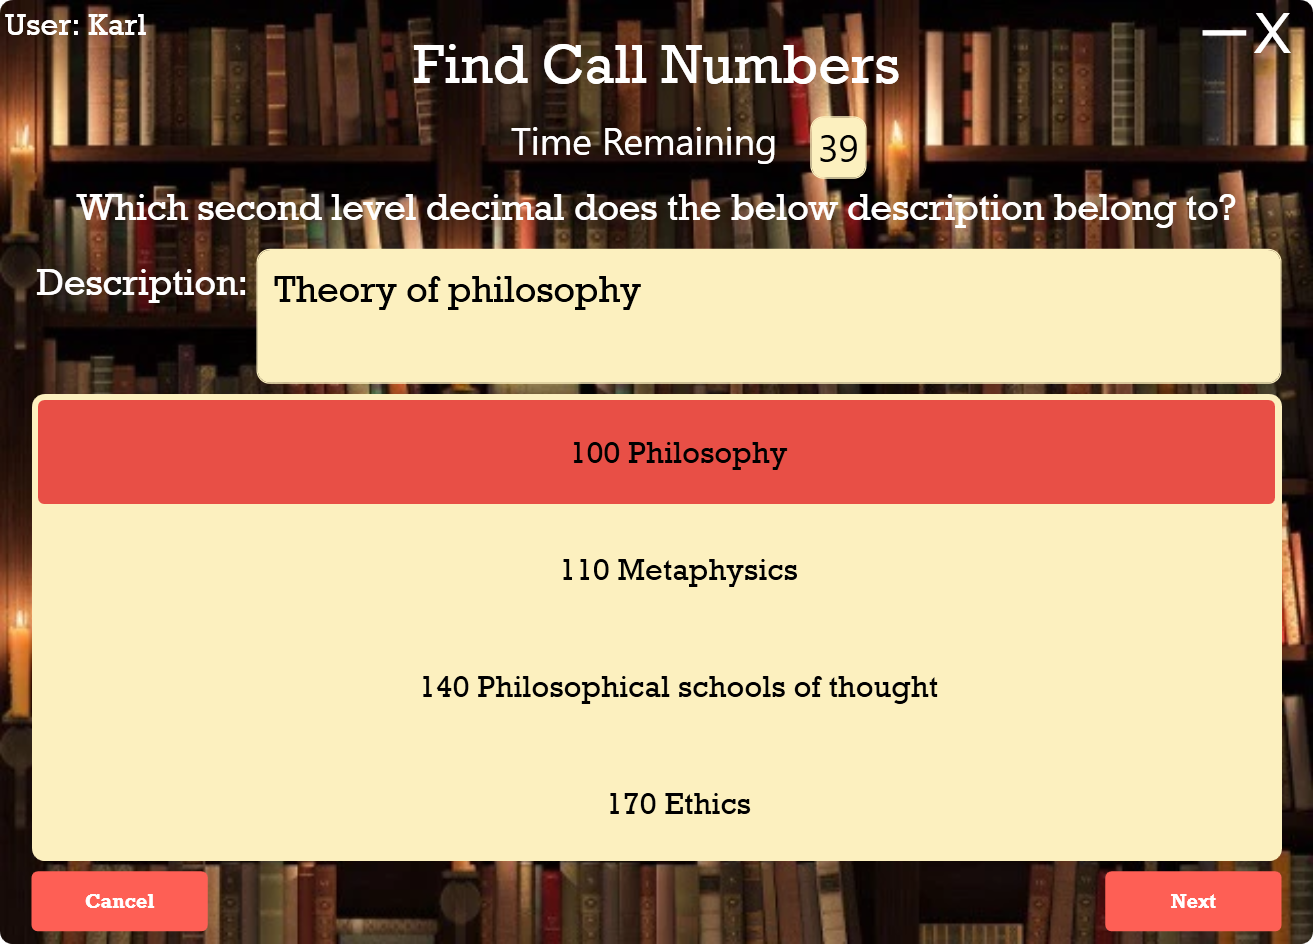 User: Karl
— X
Find Call Numbers
Time Remaining 39
Which second level decimal does the below description belong to?
Description: Theory of philosophy
100 Philosophy
110 Metaphysics
140 Philosophical schools of thought
170 Ethics
Cancel Next